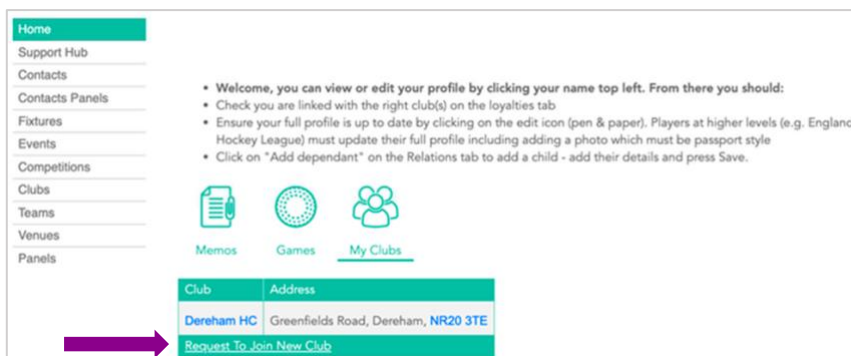 Home
Support Hub
Contacts
Contacts Panels
Fixtures
Events
Competitions
Clubs
Teams
Venues
Panels
• Welcome, you can view or edit your profile by clicking your name top left. From there you should:
• Check you are linked with the right club(s) on the loyalties tab
• Ensure your full profile is up to date by clicking on the edit icon (pen & paper). Players at higher levels (e.g. England
Hockey League) must update their full profile including adding a photo which must be passport style
• Click on "Add dependant" on the Relations tab to add a child - add their details and press Save.
Memos Games My Clubs
Club Address
Dereham HC Greenfields Road, Dereham, NR20 3TE
Request To Join New Club